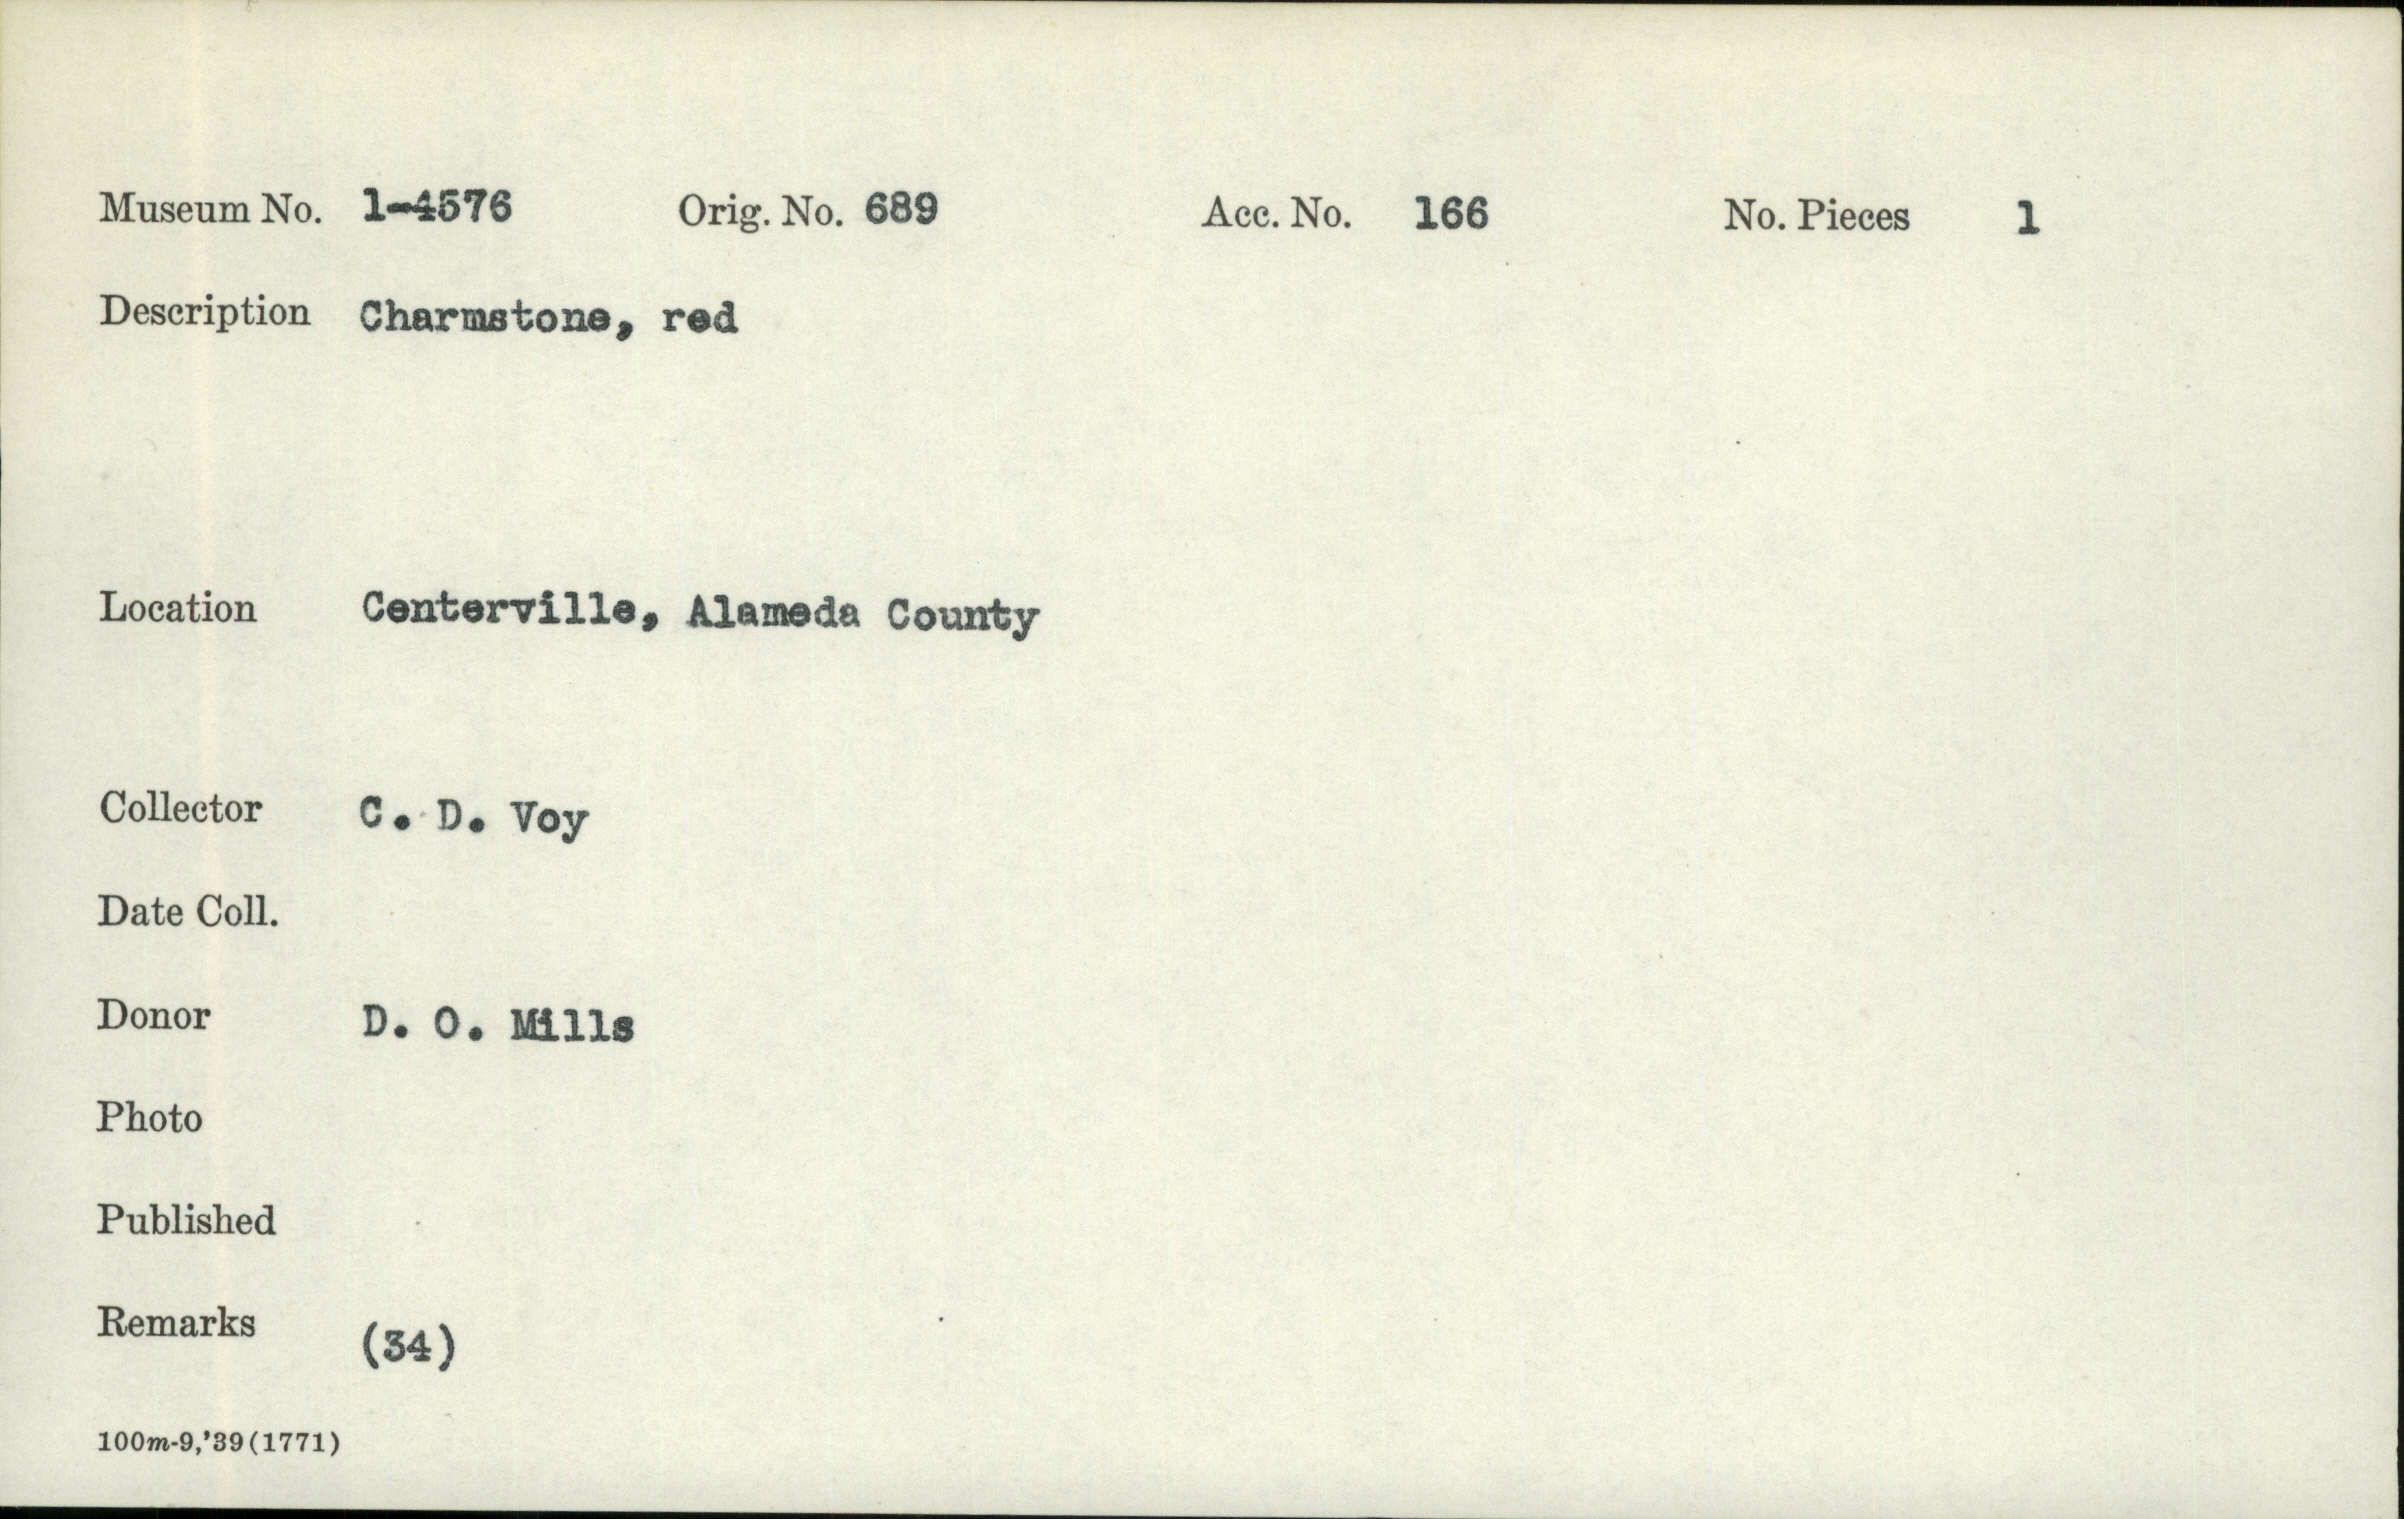 Museum No. 1-4576 Orig. No. 689 Acc. No. 166 No. Pieces 1
Description Charmstone, red
Location Centerville, Alameda County
Collector C. D. Voy
Date Coll.
Donor D. O. Mills
Photo
Published
Remarks (34)
100m-9,'39(1771)